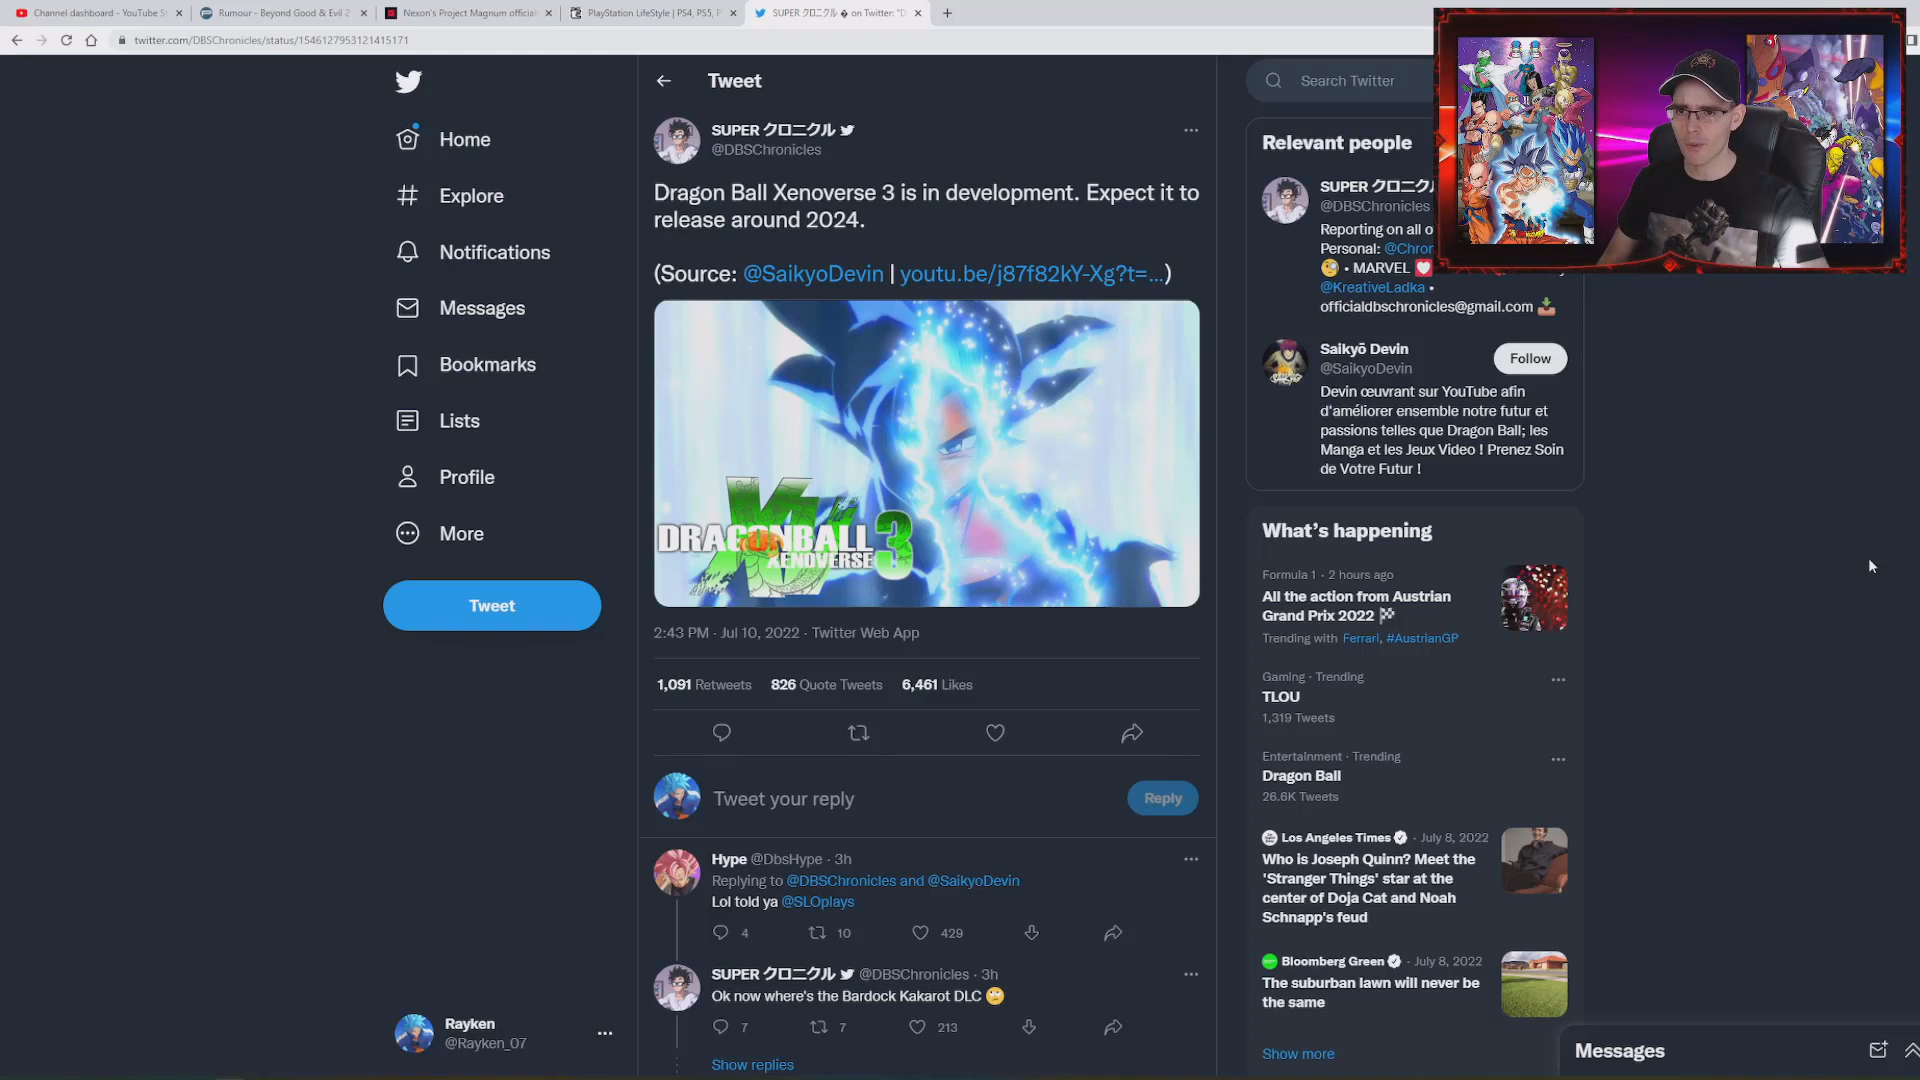 Channel dashboard - YouTube St
Rumour - Beyond Good & Evil 2
Nexon's Project Magnum official
PlayStation LifeStyle | PS4, PS5, P
SUPER クロニクル � on Twitter: "D
twitter.com/DBSChronicles/status/1546127953121415171
Home
Explore
Notifications
Messages
Bookmarks
Lists
Profile
More
Tweet
Rayken
@Rayken_07
Tweet
SUPER クロニクル
@DBSChronicles
Dragon Ball Xenoverse 3 is in development. Expect it to
release around 2024.
(Source: @SaikyoDevin | youtu.be/j87f82kY-Xg?t=...)
DRAGONBALL
XENOVERSE 3
2:43 PM · Jul 10, 2022 · Twitter Web App
1,091 Retweets 826 Quote Tweets 6,461 Likes
Tweet your reply
Reply
Hype @DbsHype · 3h
Replying to @DBSChronicles and @SaikyoDevin
Lol told ya @SLOplays
4 10 429
SUPER クロニクル @DBSChronicles · 3h
Ok now where's the Bardock Kakarot DLC 🙄
7 7 213
Show replies
Search Twitter
Relevant people
SUPER クロニクル
@DBSChronicles
Reporting on all o
Personal: @Chron
🧐 • MARVEL
@KreativeLadka •
officialdbschronicles@gmail.com 📥
Saikyō Devin
@SaikyoDevin
Follow
Devin œuvrant sur YouTube afin
d'améliorer ensemble notre futur et
passions telles que Dragon Ball; les
Manga et les Jeux Video ! Prenez Soin
de Votre Futur !
What's happening
Formula 1 · 2 hours ago
All the action from Austrian
Grand Prix 2022 🏁
Trending with Ferrari, #AustrianGP
Gaming · Trending
TLOU
1,319 Tweets
Entertainment · Trending
Dragon Ball
26.6K Tweets
Los Angeles Times · July 8, 2022
Who is Joseph Quinn? Meet the
'Stranger Things' star at the
center of Doja Cat and Noah
Schnapp's feud
Bloomberg Green · July 8, 2022
The suburban lawn will never be
the same
Show more
Messages